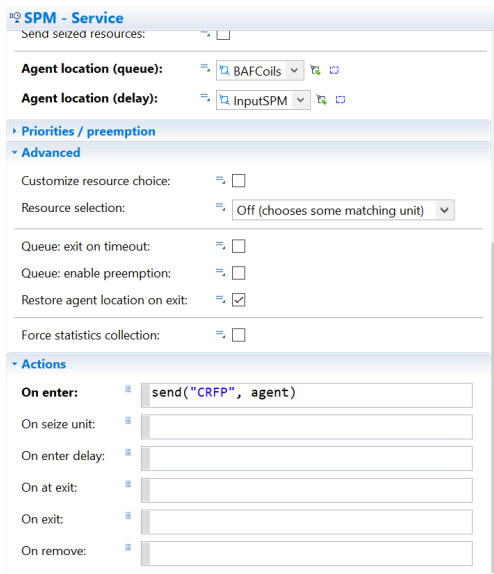 SPM - Service
Send seized resources:
Agent location (queue): BAFCoils
Agent location (delay): InputSPM
Priorities / preemption
Advanced
Customize resource choice:
Resource selection: Off (chooses some matching unit)
Queue: exit on timeout:
Queue: enable preemption:
Restore agent location on exit:
Force statistics collection:
Actions
On enter: send("CRFP", agent)
On seize unit:
On enter delay:
On at exit:
On exit:
On remove: